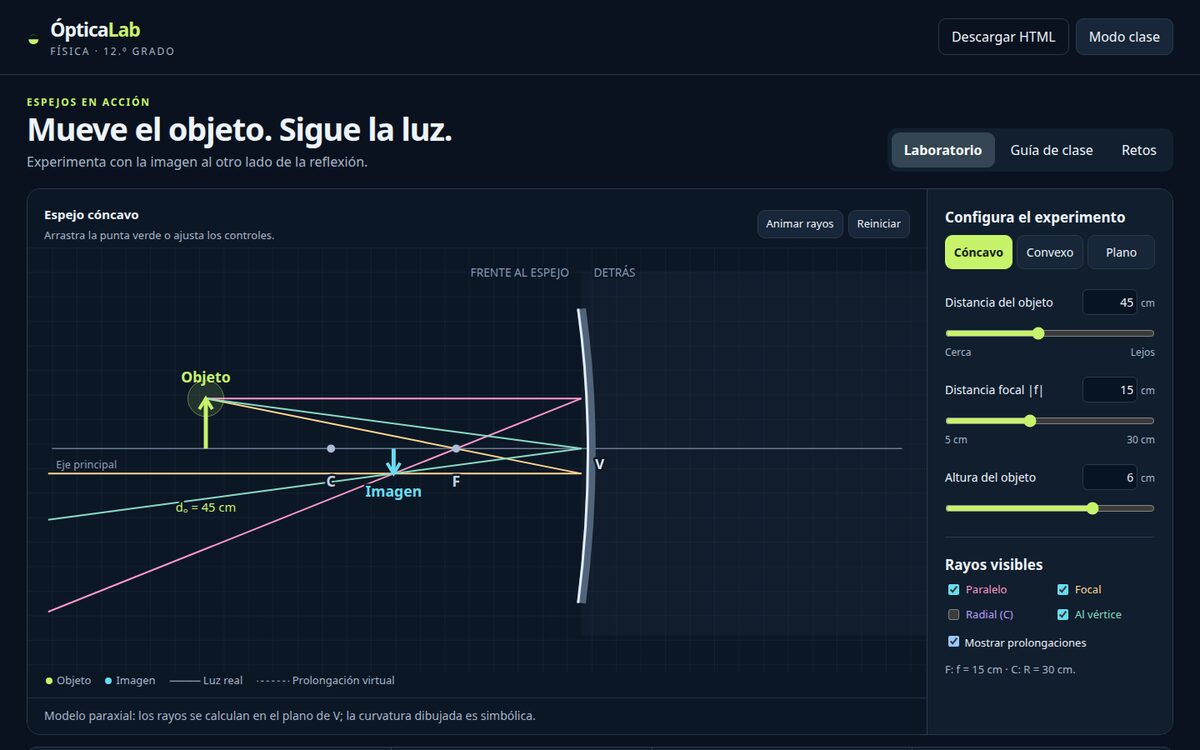 ÓpticaLab
FÍSICA · 12.º GRADO
Descargar HTML
Modo clase
ESPEJOS EN ACCIÓN
Mueve el objeto. Sigue la luz.
Experimenta con la imagen al otro lado de la reflexión.
Laboratorio
Guía de clase
Retos
Espejo cóncavo
Arrastra la punta verde o ajusta los controles.
Animar rayos
Reiniciar
FRENTE AL ESPEJO
DETRÁS
Objeto
Eje principal
C
F
V
Imagen
dₒ = 45 cm
Objeto
Imagen
Luz real
Prolongación virtual
Modelo paraxial: los rayos se calculan en el plano de V; la curvatura dibujada es simbólica.
Configura el experimento
Cóncavo
Convexo
Plano
Distancia del objeto 45 cm
Cerca
Lejos
Distancia focal |f| 15 cm
5 cm
30 cm
Altura del objeto 6 cm
Rayos visibles
Paralelo
Focal
Radial (C)
Al vértice
Mostrar prolongaciones
F: f = 15 cm · C: R = 30 cm.